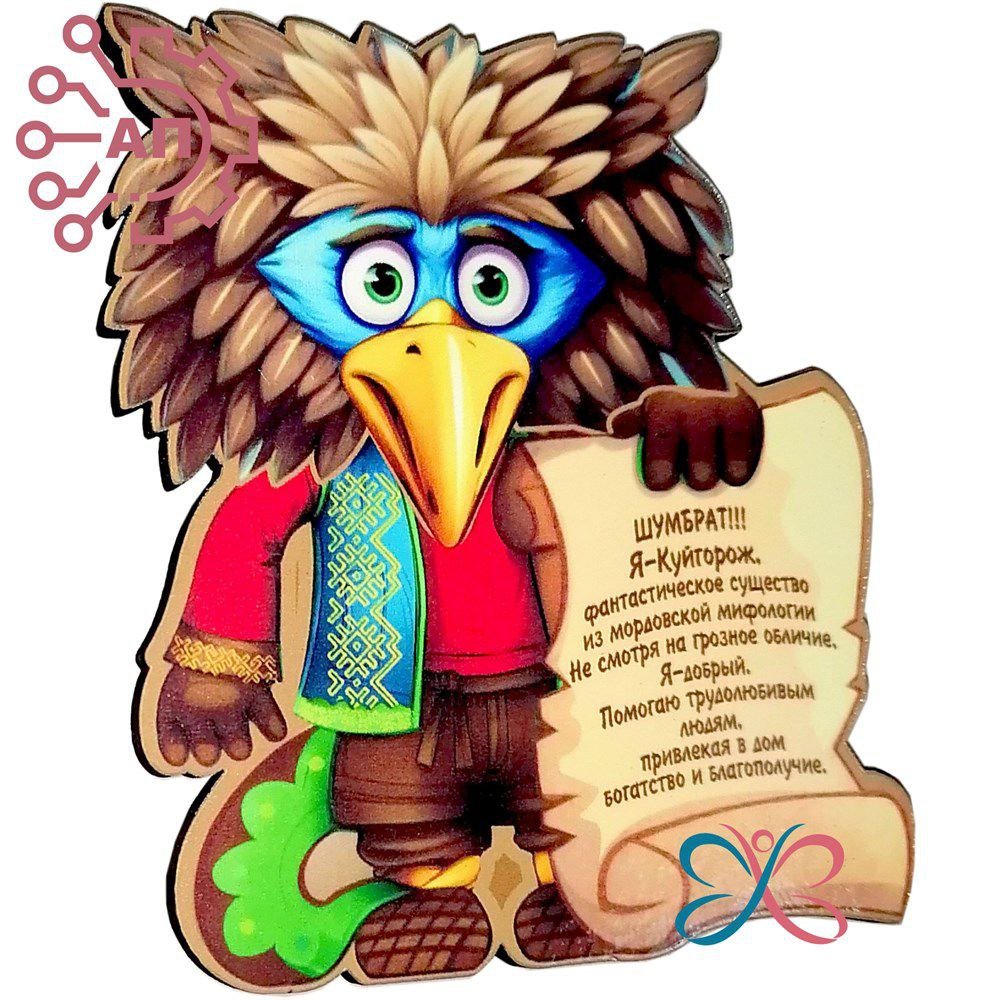 АП
ШУМБРАТ!!!
Я-Куйгорож,
фантастическое существо
из мордовской мифологии
Не смотря на грозное обличие,
Я-добрый.
Помогаю трудолюбивым
людям,
привлекая в дом
богатство и благополучие.